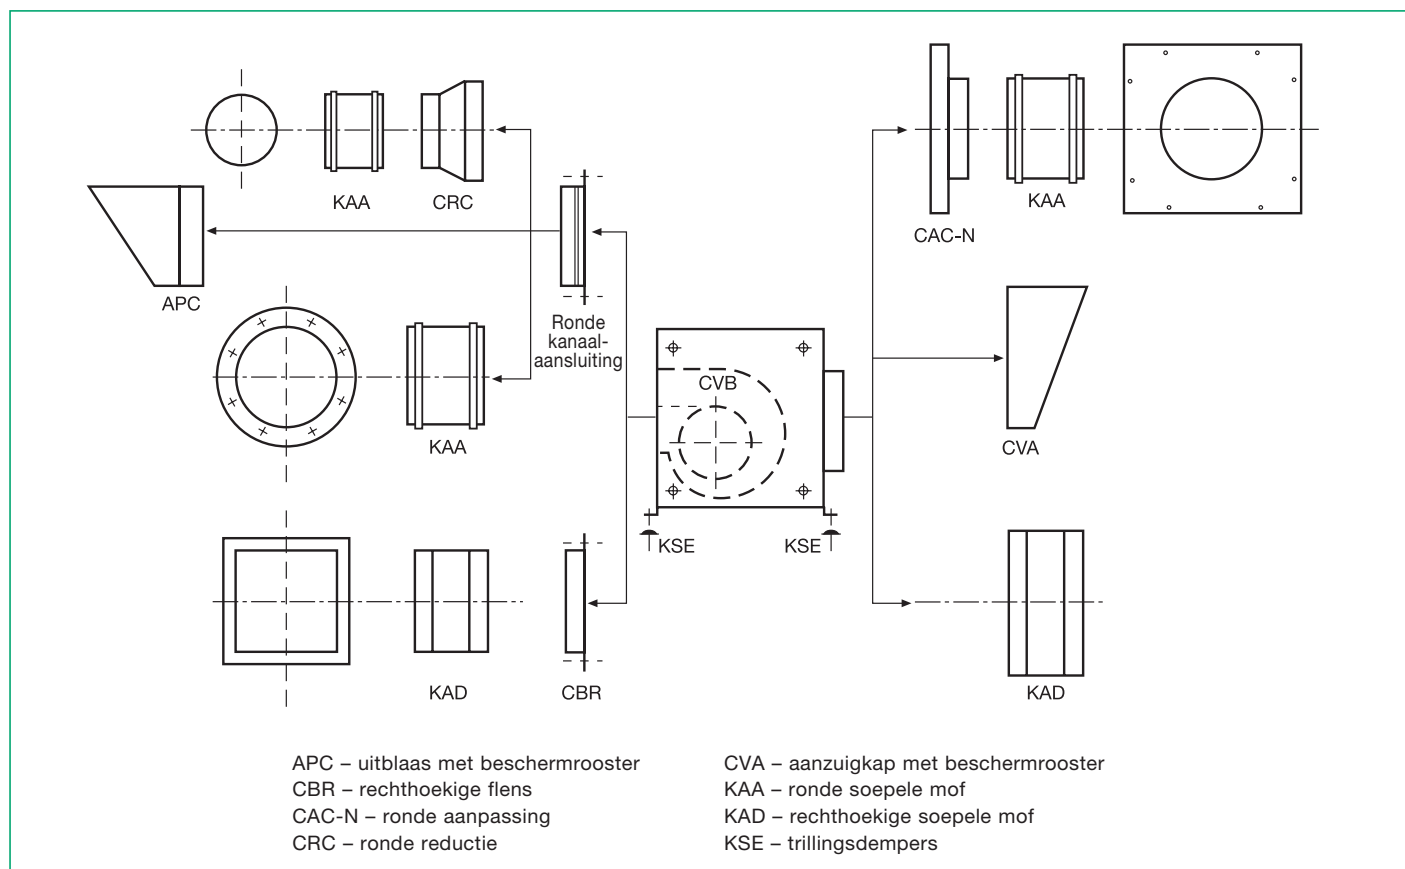 KAA
CRC
KAA
CAC-N
APC
Ronde
kanaal-
aansluiting
CVB
KAA
CVA
KSE
KSE
KAD
CBR
KAD
APC – uitblaas met beschermrooster
CBR – rechthoekige flens
CAC-N – ronde aanpassing
CRC – ronde reductie
CVA – aanzuigkap met beschermrooster
KAA – ronde soepele mof
KAD – rechthoekige soepele mof
KSE – trillingsdempers